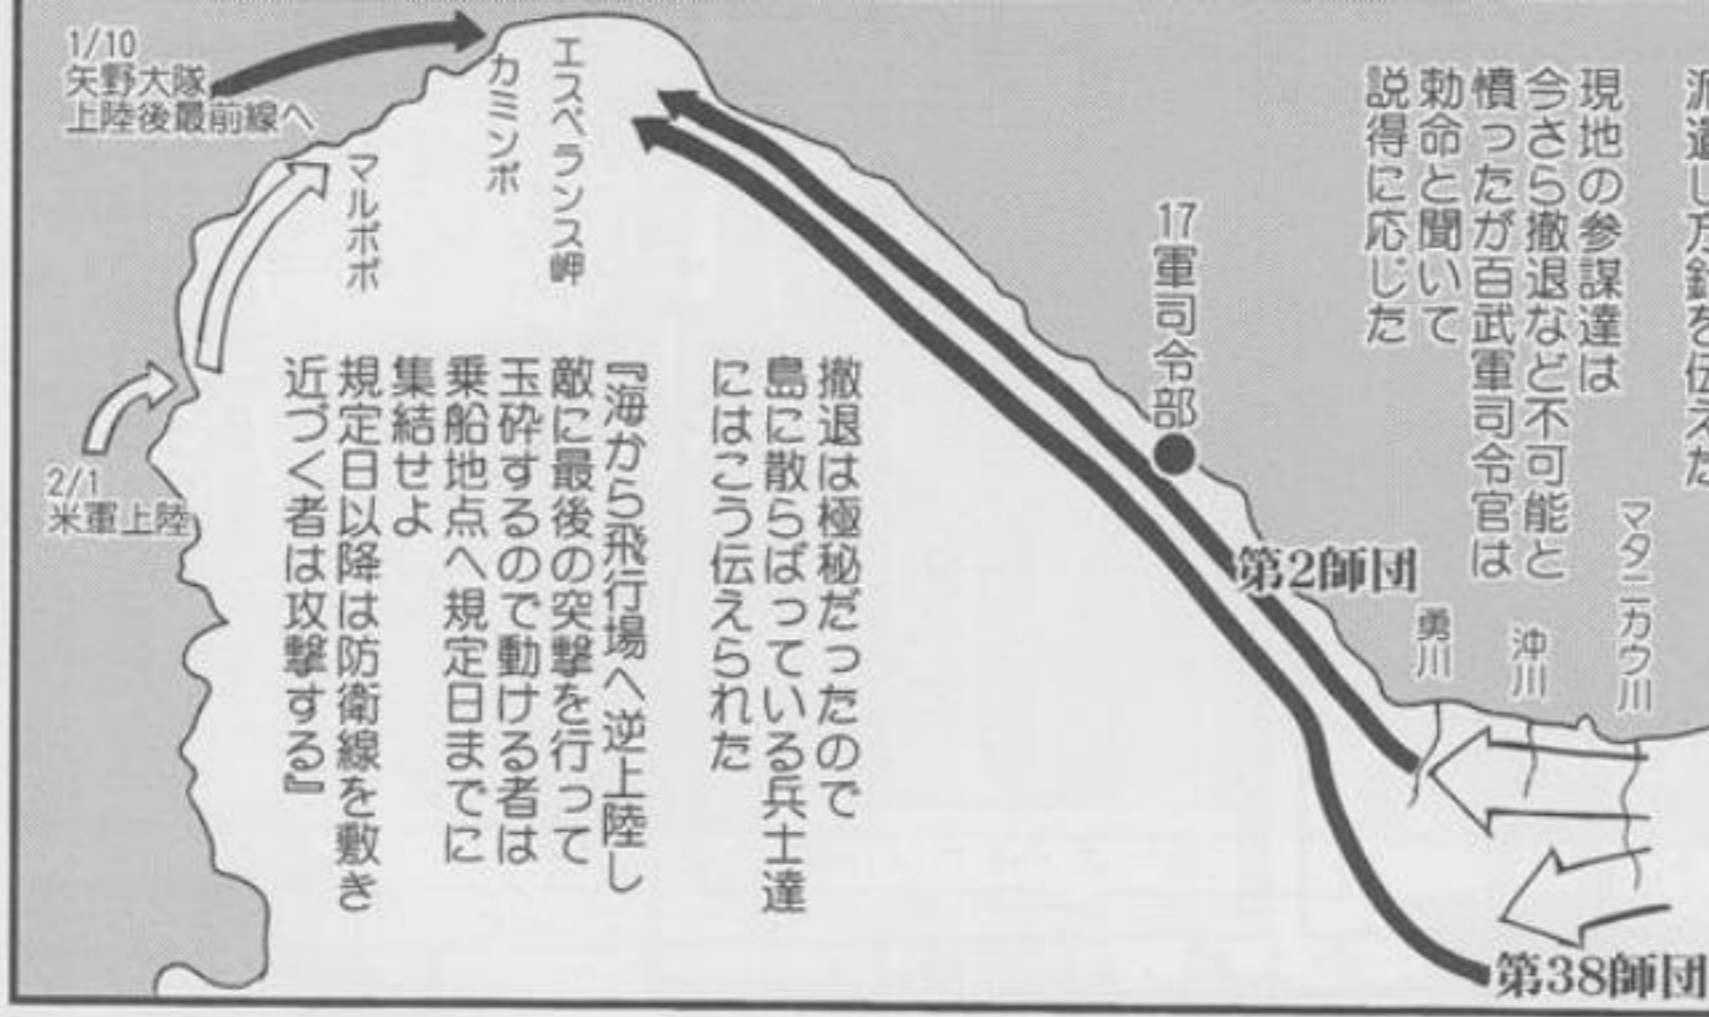 派遣し方針を伝えた
現地の参謀達は
今さら撤退など不可能と
憤ったが百武軍司令官は
勅命と聞いて
説得に応じた
マタニカウ川
沖川
勇川
17軍司令部
第2師団
第38師団
撤退は極秘だったので
島に散らばっている兵士達
にはこう伝えられた
『海から飛行場へ逆上陸し
敵に最後の突撃を行って
玉砕するので動ける者は
乗船地点へ規定日までに
集結せよ
規定日以降は防衛線を敷き
近づく者は攻撃する』
エスペランス岬
カミンボ
マルボボ
1/10
矢野大隊
上陸後最前線へ
2/1
米軍上陸